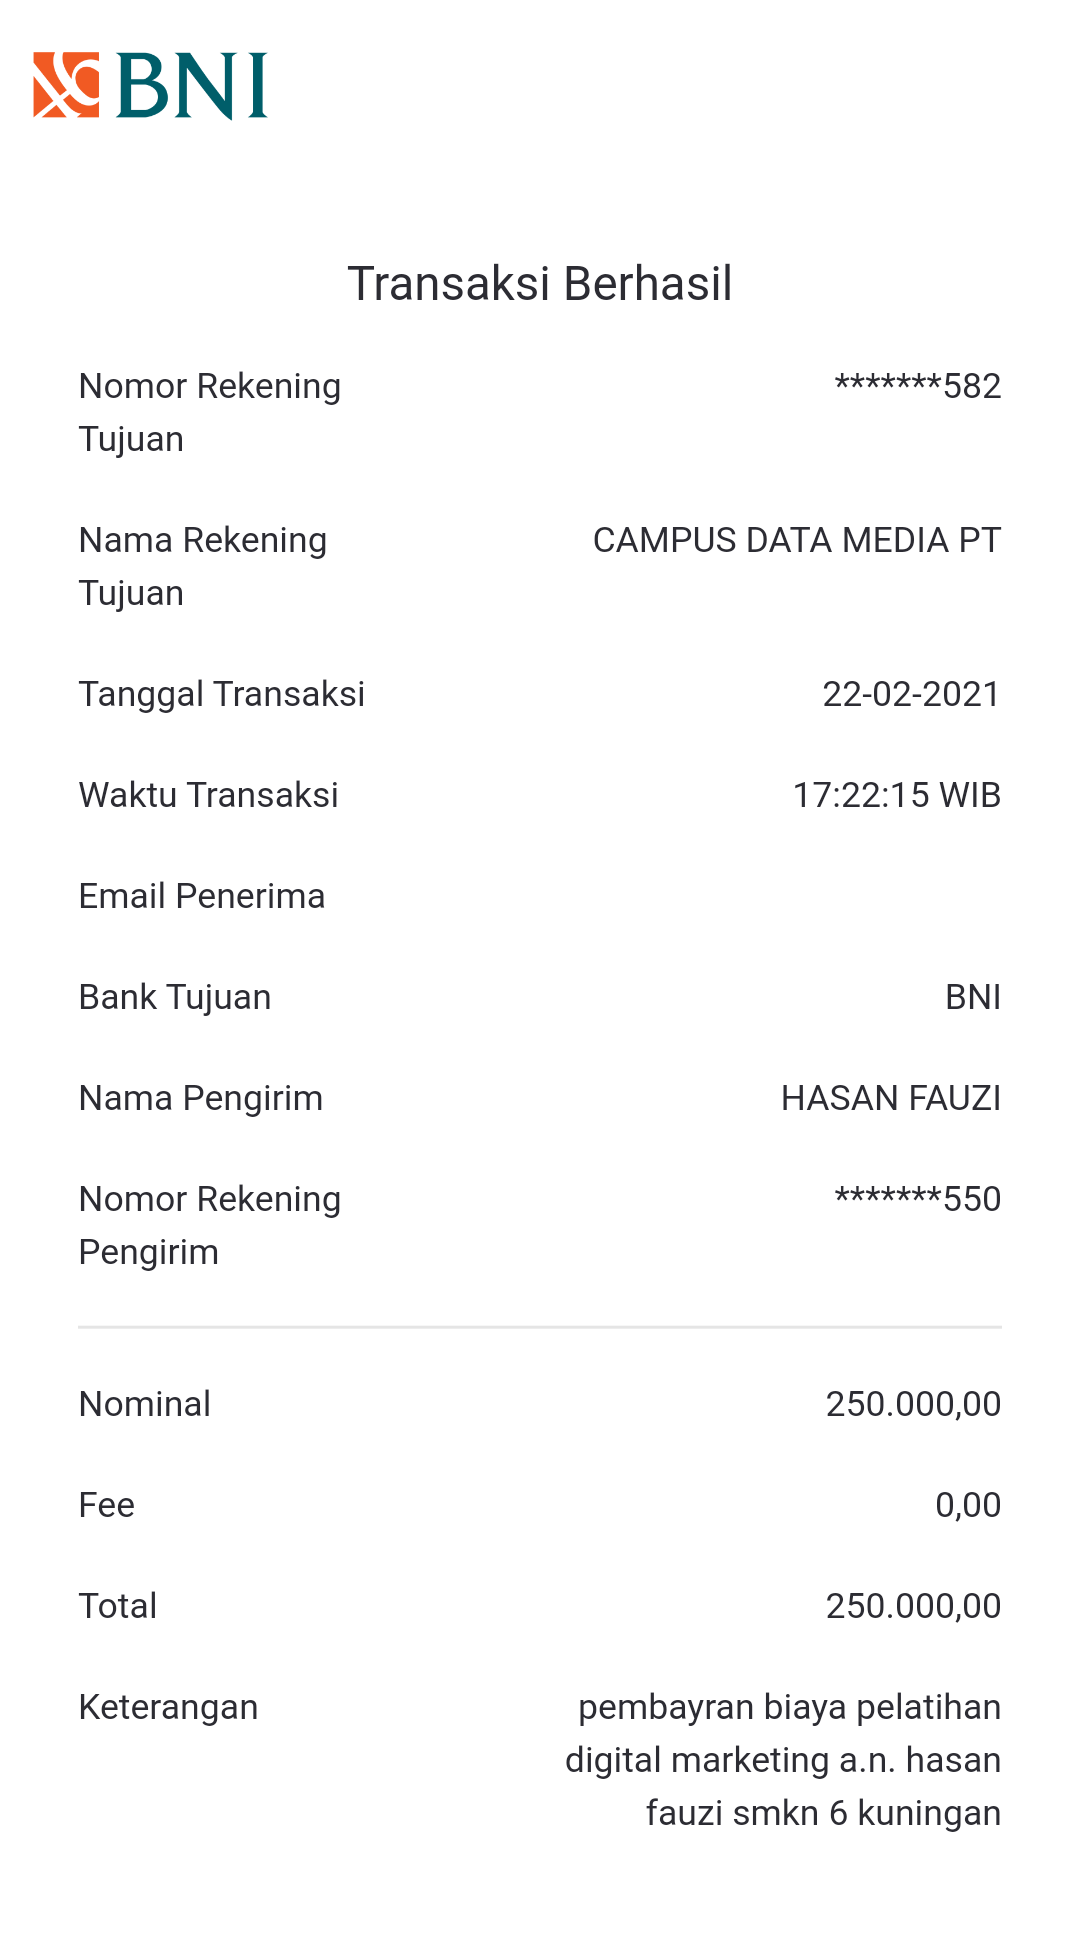 BNI
Transaksi Berhasil
Nomor Rekening Tujuan *******582
Nama Rekening Tujuan CAMPUS DATA MEDIA PT
Tanggal Transaksi 22-02-2021
Waktu Transaksi 17:22:15 WIB
Email Penerima
Bank Tujuan BNI
Nama Pengirim HASAN FAUZI
Nomor Rekening Pengirim *******550
Nominal 250.000,00
Fee 0,00
Total 250.000,00
Keterangan pembayran biaya pelatihan
digital marketing a.n. hasan
fauzi smkn 6 kuningan